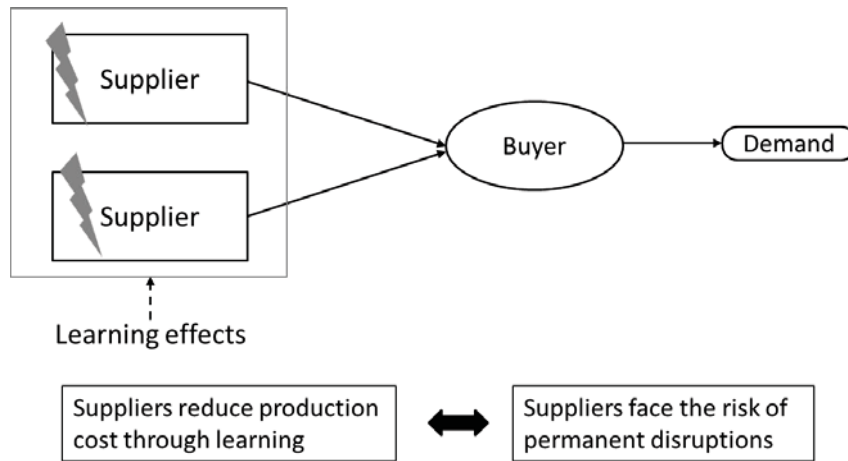 Supplier
Buyer
Demand
Supplier
Learning effects
Suppliers reduce production
cost through learning
Suppliers face the risk of
permanent disruptions